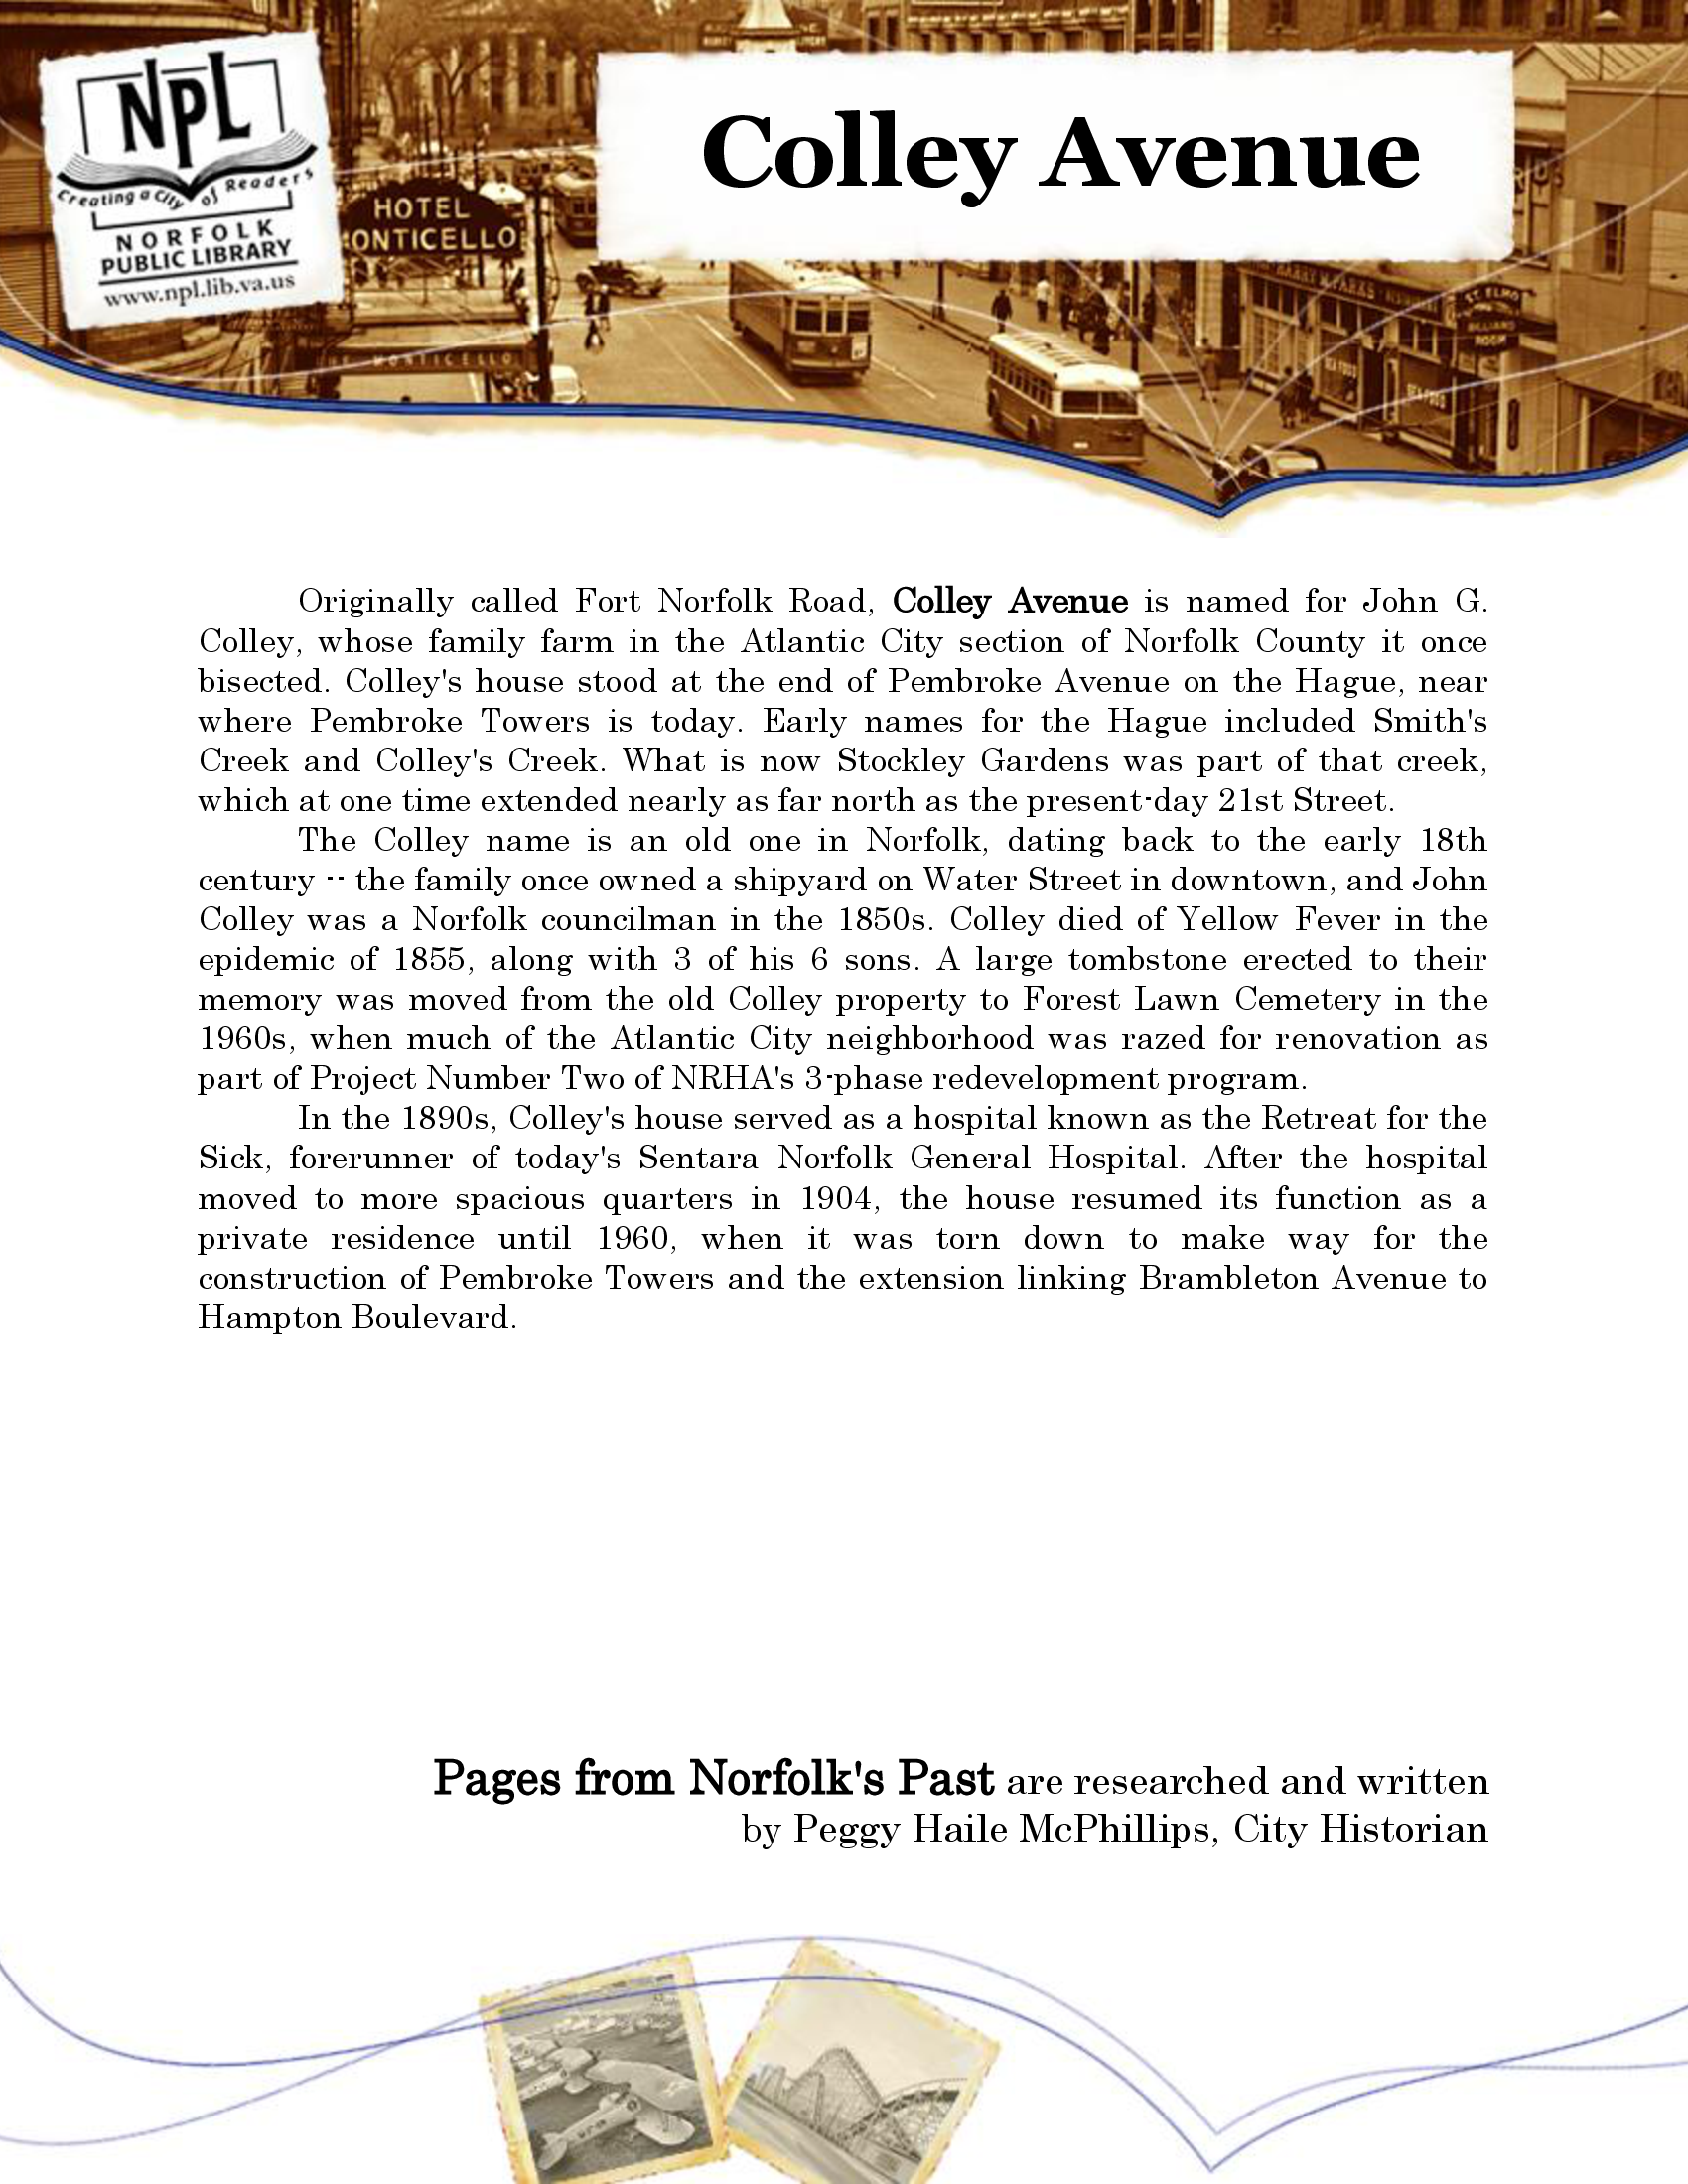 NPL
Creating a City of Readers
NORFOLK
PUBLIC LIBRARY
www.npl.lib.va.us
HOTEL
MONTICELLO
MONTICELLO
Colley Avenue
HARRY
ST. ELMO
BILLIARD
ROOM
SEA FOOD
SEA FOOD
Originally called Fort Norfolk Road, Colley Avenue is named for John G.
Colley, whose family farm in the Atlantic City section of Norfolk County it once
bisected. Colley's house stood at the end of Pembroke Avenue on the Hague, near
where Pembroke Towers is today. Early names for the Hague included Smith's
Creek and Colley's Creek. What is now Stockley Gardens was part of that creek,
which at one time extended nearly as far north as the present-day 21st Street.
The Colley name is an old one in Norfolk, dating back to the early 18th
century -- the family once owned a shipyard on Water Street in downtown, and John
Colley was a Norfolk councilman in the 1850s. Colley died of Yellow Fever in the
epidemic of 1855, along with 3 of his 6 sons. A large tombstone erected to their
memory was moved from the old Colley property to Forest Lawn Cemetery in the
1960s, when much of the Atlantic City neighborhood was razed for renovation as
part of Project Number Two of NRHA's 3-phase redevelopment program.
In the 1890s, Colley's house served as a hospital known as the Retreat for the
Sick, forerunner of today's Sentara Norfolk General Hospital. After the hospital
moved to more spacious quarters in 1904, the house resumed its function as a
private residence until 1960, when it was torn down to make way for the
construction of Pembroke Towers and the extension linking Brambleton Avenue to
Hampton Boulevard.
Pages from Norfolk's Past are researched and written
by Peggy Haile McPhillips, City Historian